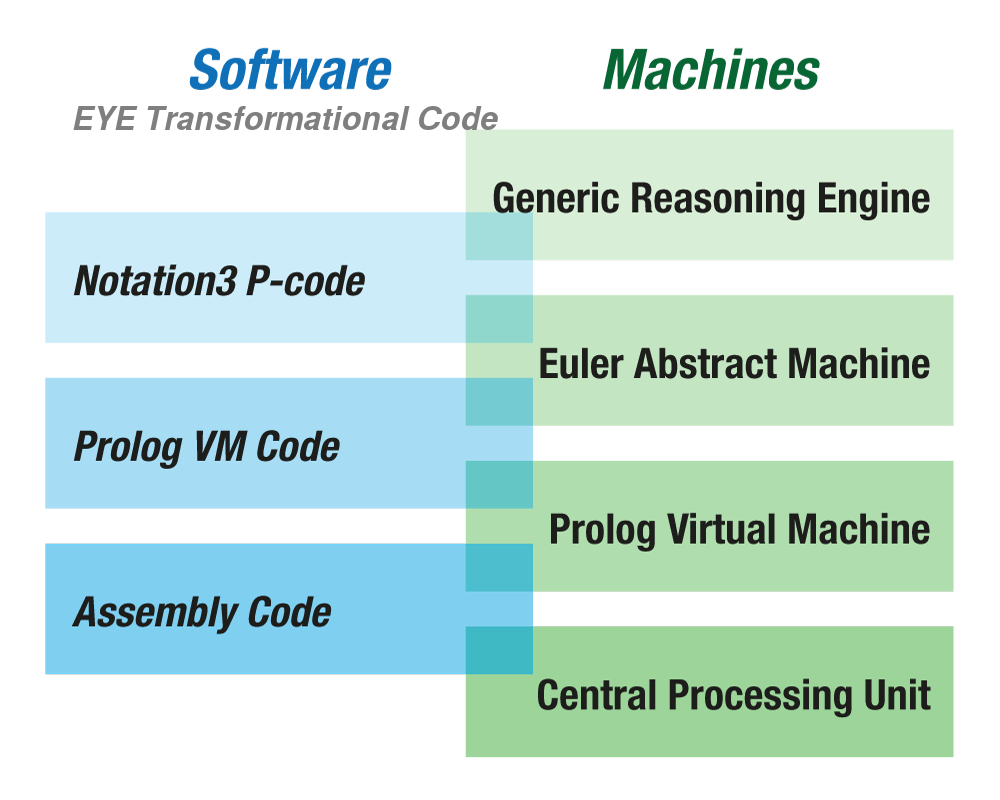 Software
Machines
EYE Transformational Code
Generic Reasoning Engine
Notation3 P-code
Euler Abstract Machine
Prolog VM Code
Prolog Virtual Machine
Assembly Code
Central Processing Unit